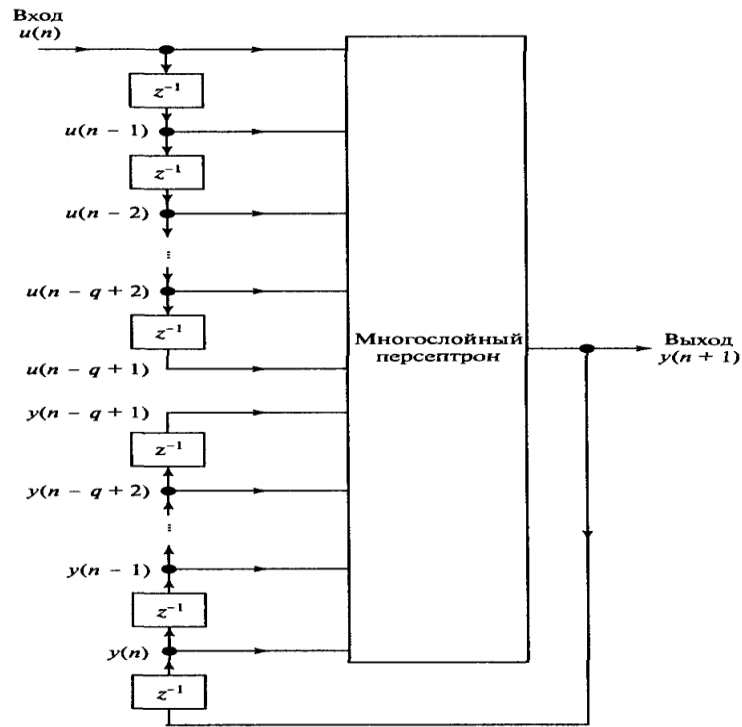 Вход
u(n)
z⁻¹
u(n − 1)
z⁻¹
u(n − 2)
...
u(n − q + 2)
z⁻¹
Многослойный
персептрон
Выход
y(n + 1)
u(n − q + 1)
y(n − q + 1)
z⁻¹
y(n − q + 2)
...
y(n − 1)
z⁻¹
y(n)
z⁻¹